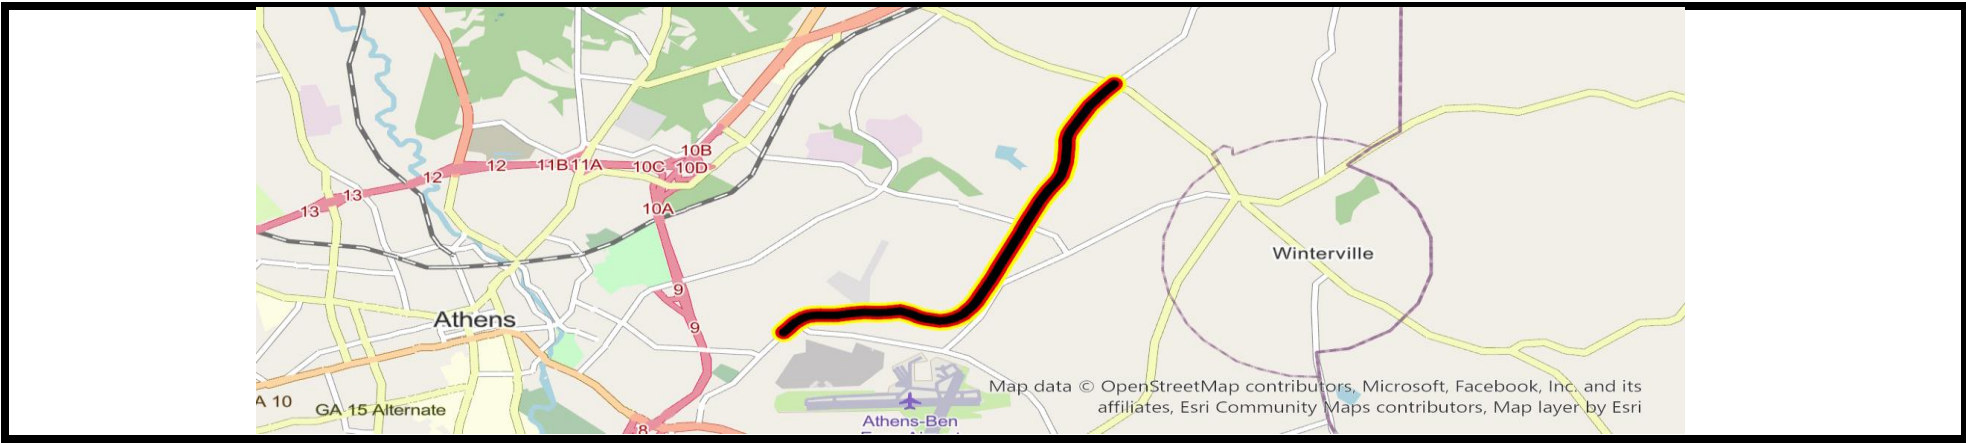 10B
12
11B
11A
10C
10D
12
13
13
10A
Winterville
9
Athens
9
Map data © OpenStreetMap contributors, Microsoft, Facebook, Inc. and its
affiliates, Esri Community Maps contributors, Map layer by Esri
A 10
GA 15 Alternate
Athens-Ben
8